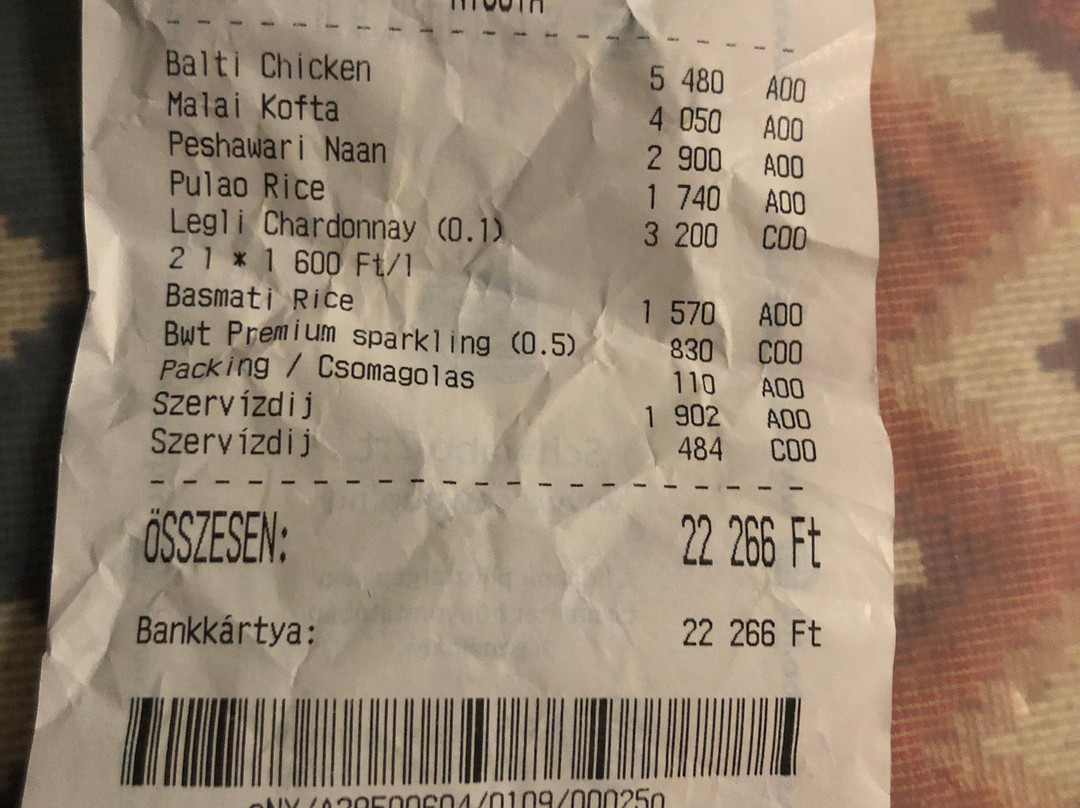 Balti Chicken 5 480 A00
Malai Kofta 4 050 A00
Peshawari Naan 2 900 A00
Pulao Rice 1 740 A00
Legli Chardonnay (0.1) 3 200 C00
2 l * 1 600 Ft/l
Basmati Rice 1 570 A00
Bwt Premium sparkling (0.5) 830 C00
Packing / Csomagolas 110 A00
Szervízdij 1 902 A00
Szervízdij 484 C00
ÖSSZESEN: 22 266 Ft
Bankkártya: 22 266 Ft